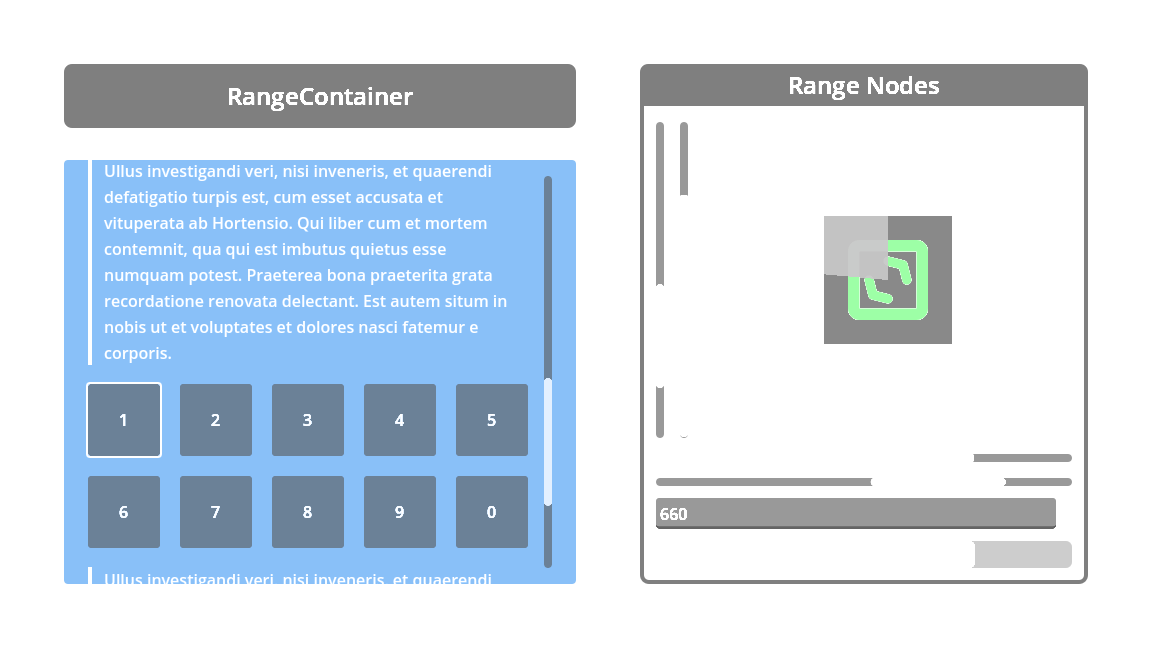 RangeContainer
Ullus investigandi veri, nisi inveneris, et quaerendi
defatigatio turpis est, cum esset accusata et
vituperata ab Hortensio. Qui liber cum et mortem
contemnit, qua qui est imbutus quietus esse
numquam potest. Praeterea bona praeterita grata
recordatione renovata delectant. Est autem situm in
nobis ut et voluptates et dolores nasci fatemur e
corporis.
1 2 3 4 5
6 7 8 9 0
Ullus investigandi veri, nisi inveneris, et quaerendi
Range Nodes
660